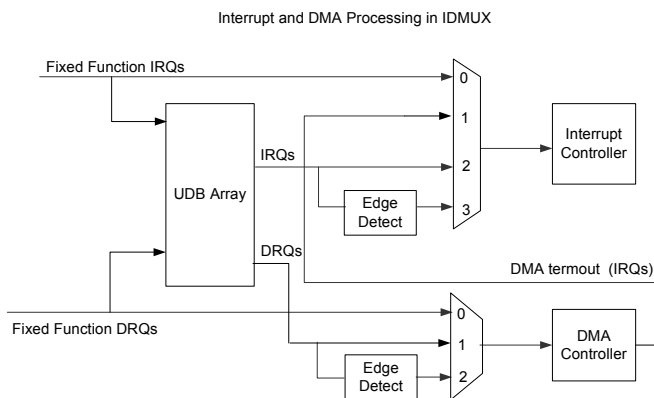 Interrupt and DMA Processing in IDMUX
Fixed Function IRQs
0
1
Interrupt
Controller
IRQs
2
UDB Array
Edge
Detect
3
DRQs
DMA termout (IRQs)
0
Fixed Function DRQs
1
DMA
Controller
Edge
Detect
2